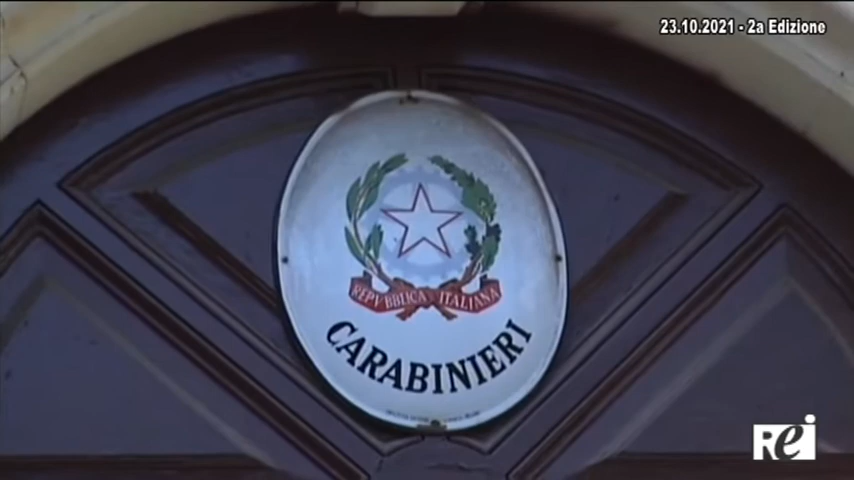 23.10.2021 - 2a Edizione
REPVBBLICA ITALIANA
CARABINIERI
Rei